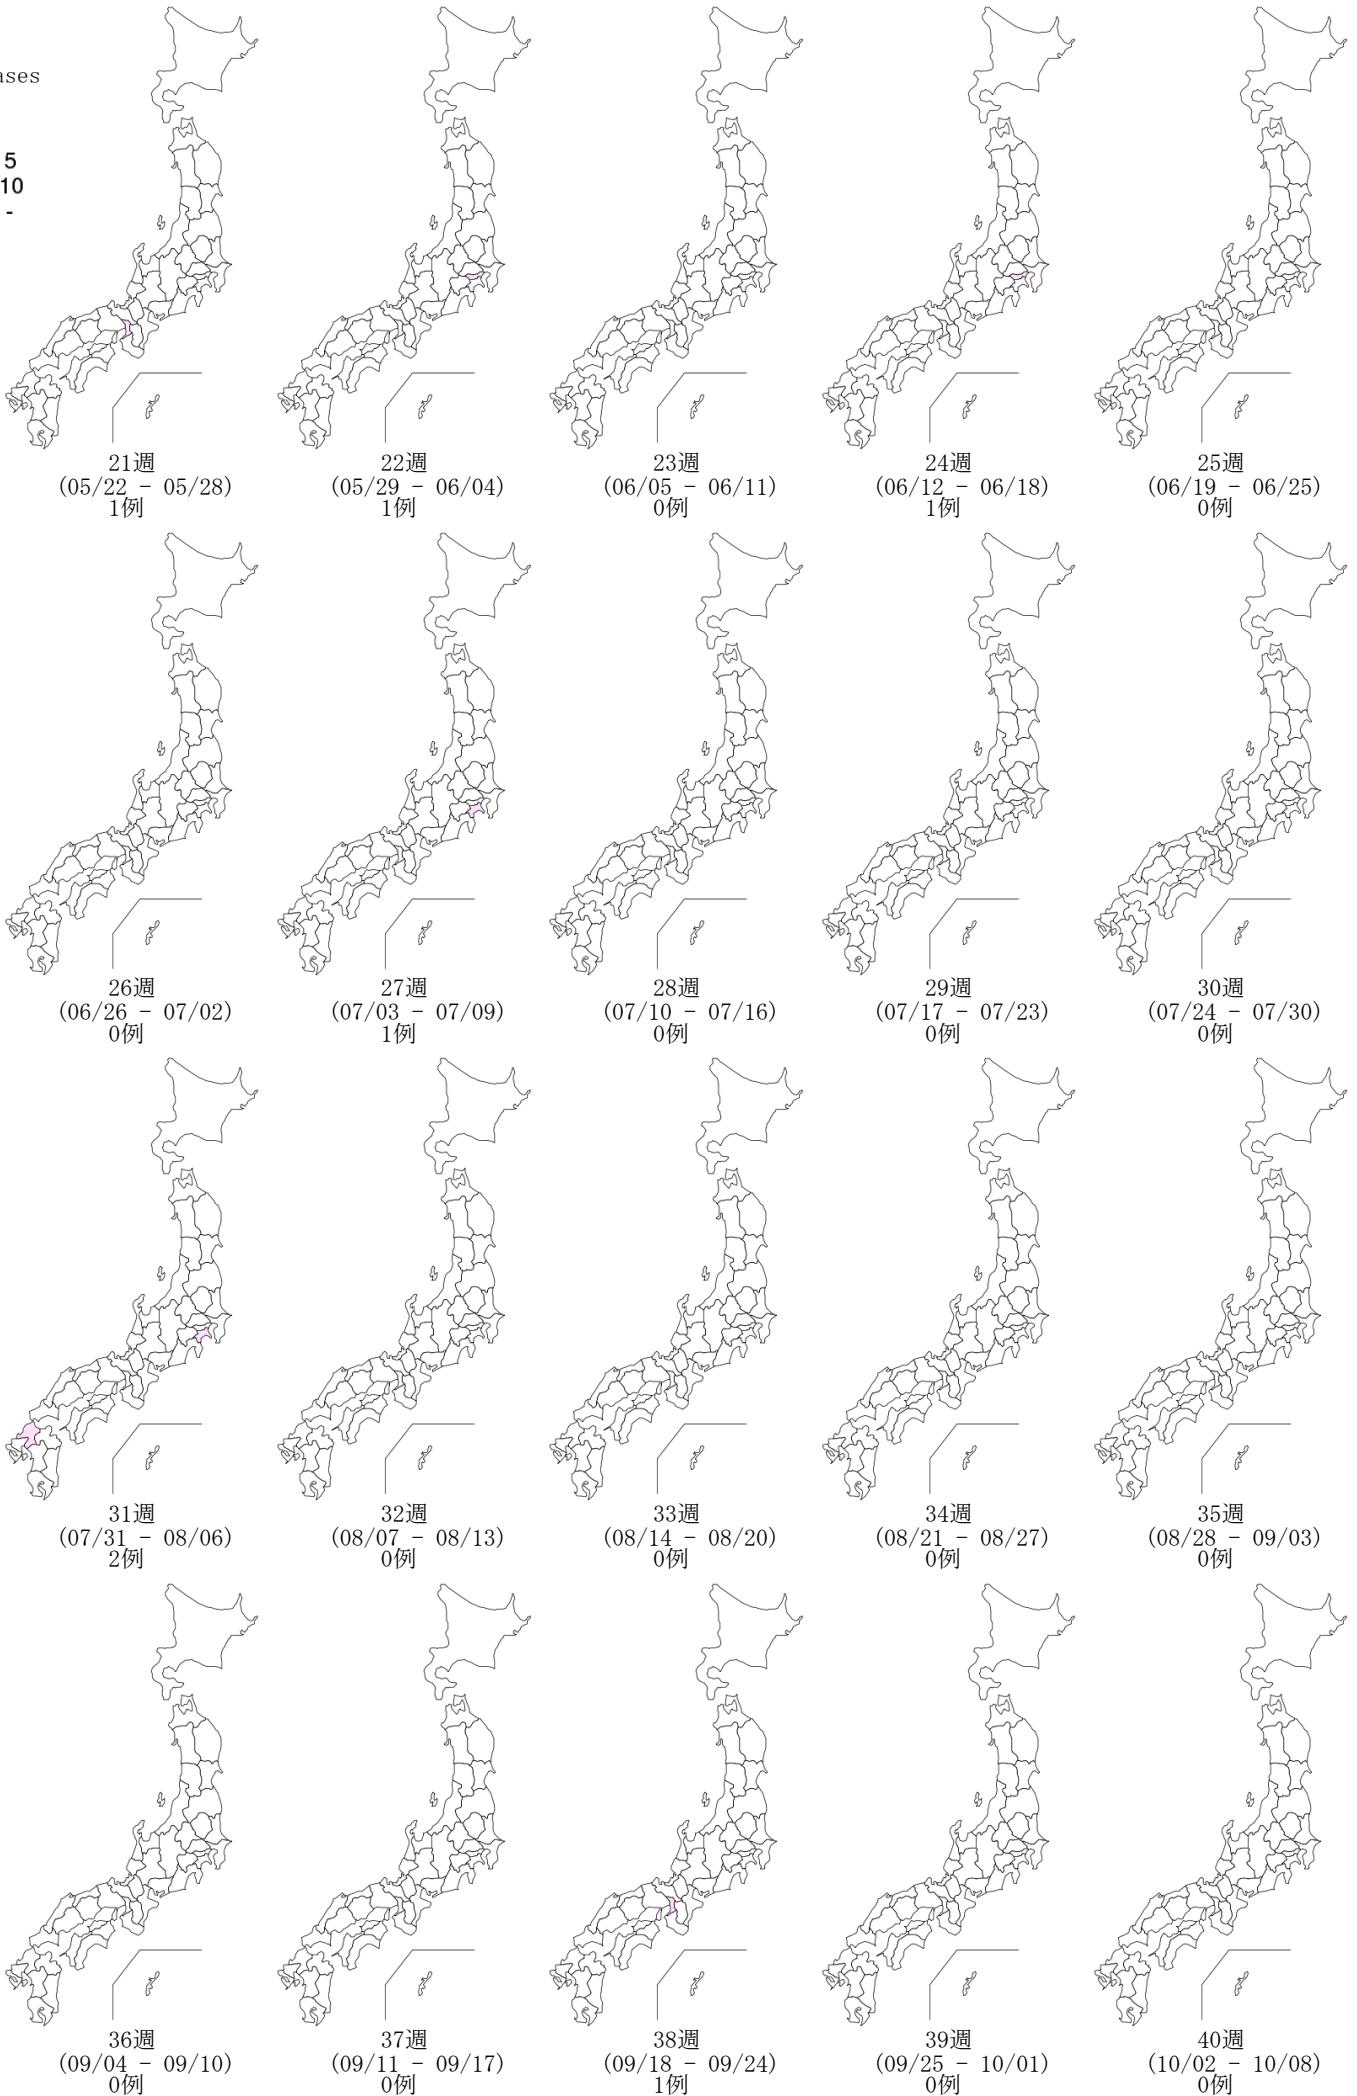 ases
5
10
-
21週
(05/22 - 05/28)
1例
22週
(05/29 - 06/04)
1例
23週
(06/05 - 06/11)
0例
24週
(06/12 - 06/18)
1例
25週
(06/19 - 06/25)
0例
26週
(06/26 - 07/02)
0例
27週
(07/03 - 07/09)
1例
28週
(07/10 - 07/16)
0例
29週
(07/17 - 07/23)
0例
30週
(07/24 - 07/30)
0例
31週
(07/31 - 08/06)
2例
32週
(08/07 - 08/13)
0例
33週
(08/14 - 08/20)
0例
34週
(08/21 - 08/27)
0例
35週
(08/28 - 09/03)
0例
36週
(09/04 - 09/10)
0例
37週
(09/11 - 09/17)
0例
38週
(09/18 - 09/24)
1例
39週
(09/25 - 10/01)
0例
40週
(10/02 - 10/08)
0例